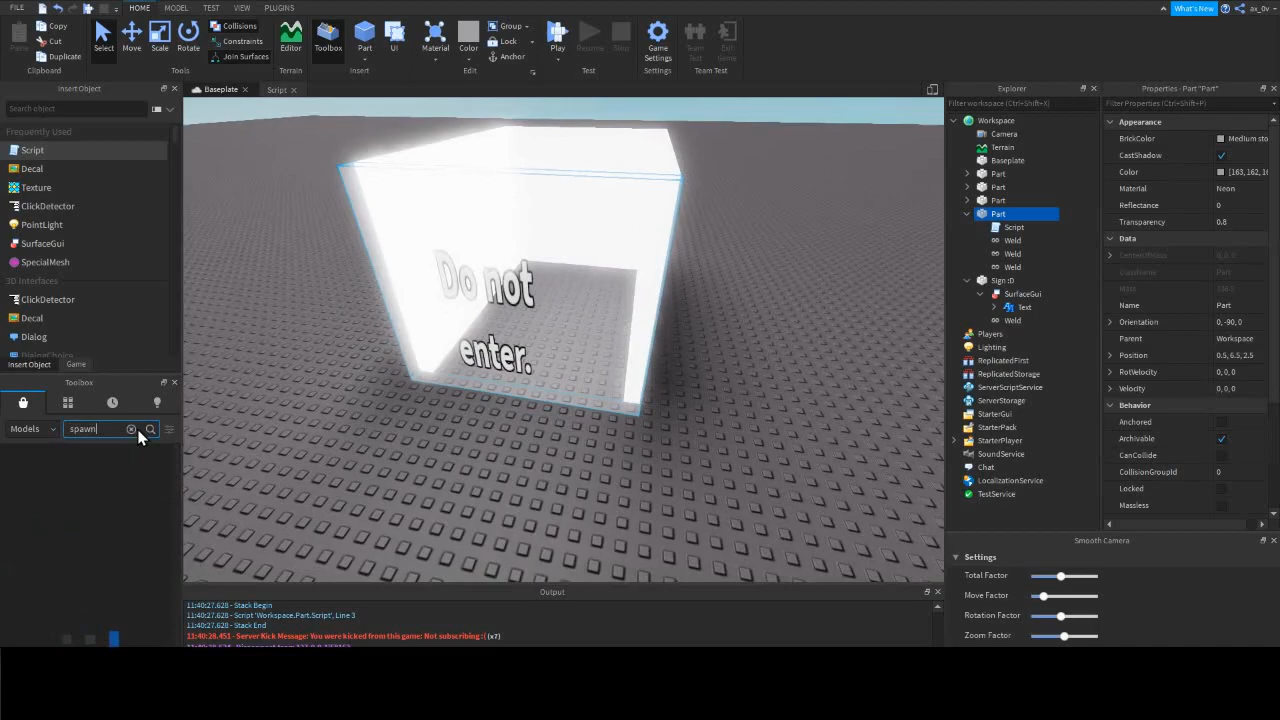 FILE HOME MODEL TEST VIEW PLUGINS What's New ax_0v
Copy Collisions Group
Paste Cut Select Move Scale Rotate Constraints Editor Toolbox Part UI Material Color Lock Play Resume Stop Game Settings Team Test Exit Game
Duplicate Join Surfaces Anchor
Clipboard Tools Terrain Insert Edit Test Settings Team Test
Insert Object
Search object
Frequently Used
Script
Decal
Texture
ClickDetector
PointLight
SurfaceGui
SpecialMesh
3D Interfaces
ClickDetector
Decal
Dialog
DialogChoice
Insert Object Game
Toolbox
Models spawn
Baseplate Script
Do not
enter.
Output
11:40:27.628 - Stack Begin
11:40:27.628 - Script 'Workspace.Part.Script', Line 3
11:40:27.628 - Stack End
11:40:28.451 - Server Kick Message: You were kicked from this game: Not subscribing :( (x7)
Explorer
Filter workspace (Ctrl+Shift+X)
Workspace
Camera
Terrain
Baseplate
Part
Part
Part
Part
Script
Weld
Weld
Weld
Sign :D
SurfaceGui
Text
Weld
Players
Lighting
ReplicatedFirst
ReplicatedStorage
ServerScriptService
ServerStorage
StarterGui
StarterPack
StarterPlayer
SoundService
Chat
LocalizationService
TestService
Properties - Part "Part"
Filter Properties (Ctrl+Shift+P)
Appearance
BrickColor Medium sto
CastShadow
Color [163, 162, 16
Material Neon
Reflectance 0
Transparency 0.8
Data
ClassName Part
Name Part
Orientation 0, -90, 0
Parent Workspace
Position 0.5, 6.5, 2.5
RotVelocity 0, 0, 0
Velocity 0, 0, 0
Behavior
Anchored
Archivable
CanCollide
CollisionGroupId 0
Locked
Massless
Smooth Camera
Settings
Total Factor
Move Factor
Rotation Factor
Zoom Factor